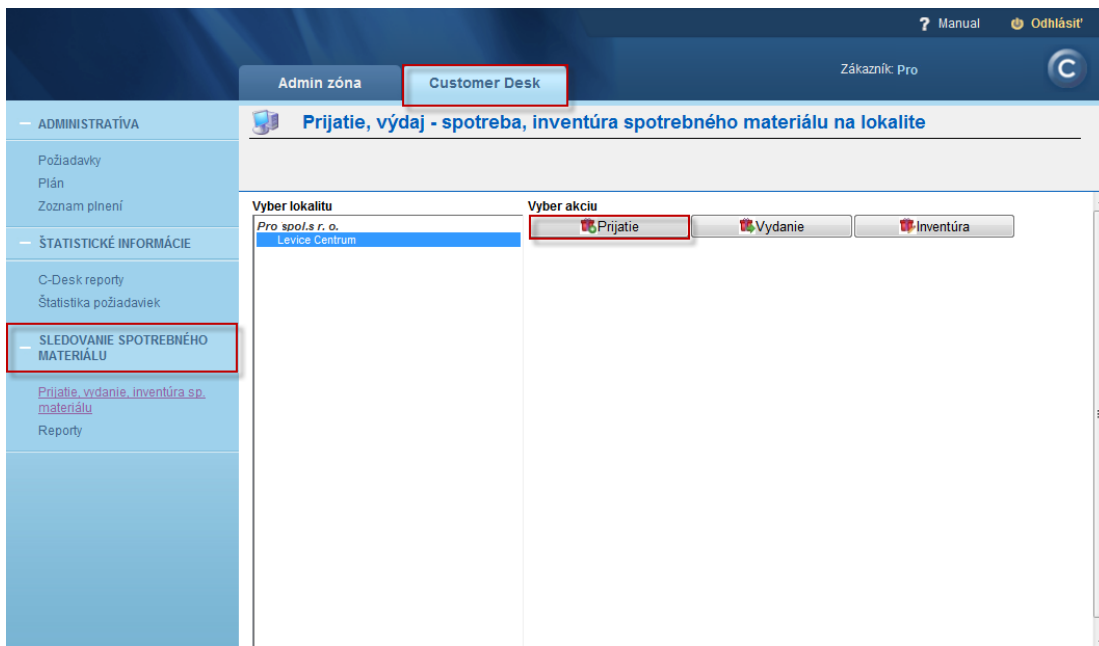 ? Manual
Odhlásiť
Zákazník: Pro
C
Admin zóna
Customer Desk
ADMINISTRATÍVA
Požiadavky
Plán
Zoznam plnení
ŠTATISTICKÉ INFORMÁCIE
C-Desk reporty
Štatistika požiadaviek
SLEDOVANIE SPOTREBNÉHO
MATERIÁLU
Prijatie, vydanie, inventúra sp.
materiálu
Reporty
Prijatie, výdaj - spotreba, inventúra spotrebného materiálu na lokalite
Vyber lokalitu
Pro spol.s r. o.
Levice Centrum
Vyber akciu
Prijatie
Vydanie
Inventúra